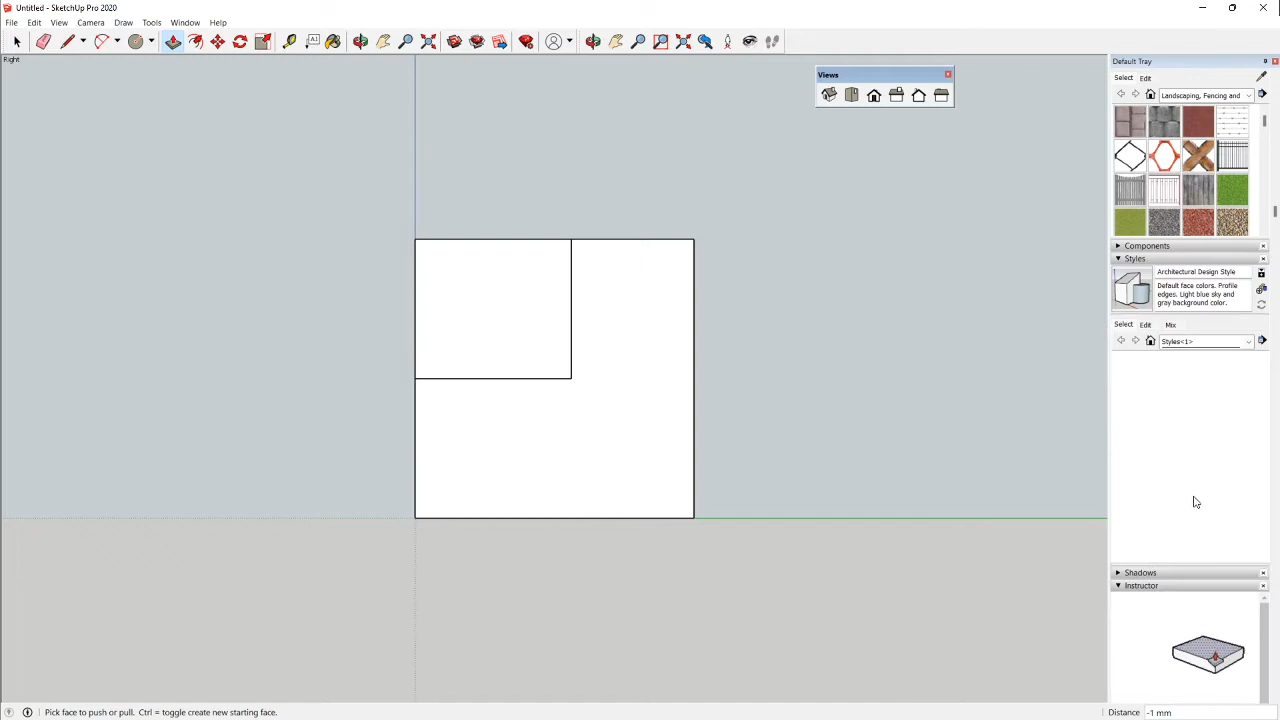 Untitled - SketchUp Pro 2020
File Edit View Camera Draw Tools Window Help
Right
Views
Default Tray
Select Edit
Landscaping, Fencing and
Components
Styles
Architectural Design Style
Default face colors. Profile
edges. Light blue sky and
gray background color.
Select Edit Mix
Styles<1>
Shadows
Instructor
Pick face to push or pull. Ctrl = toggle create new starting face.
Distance -1 mm